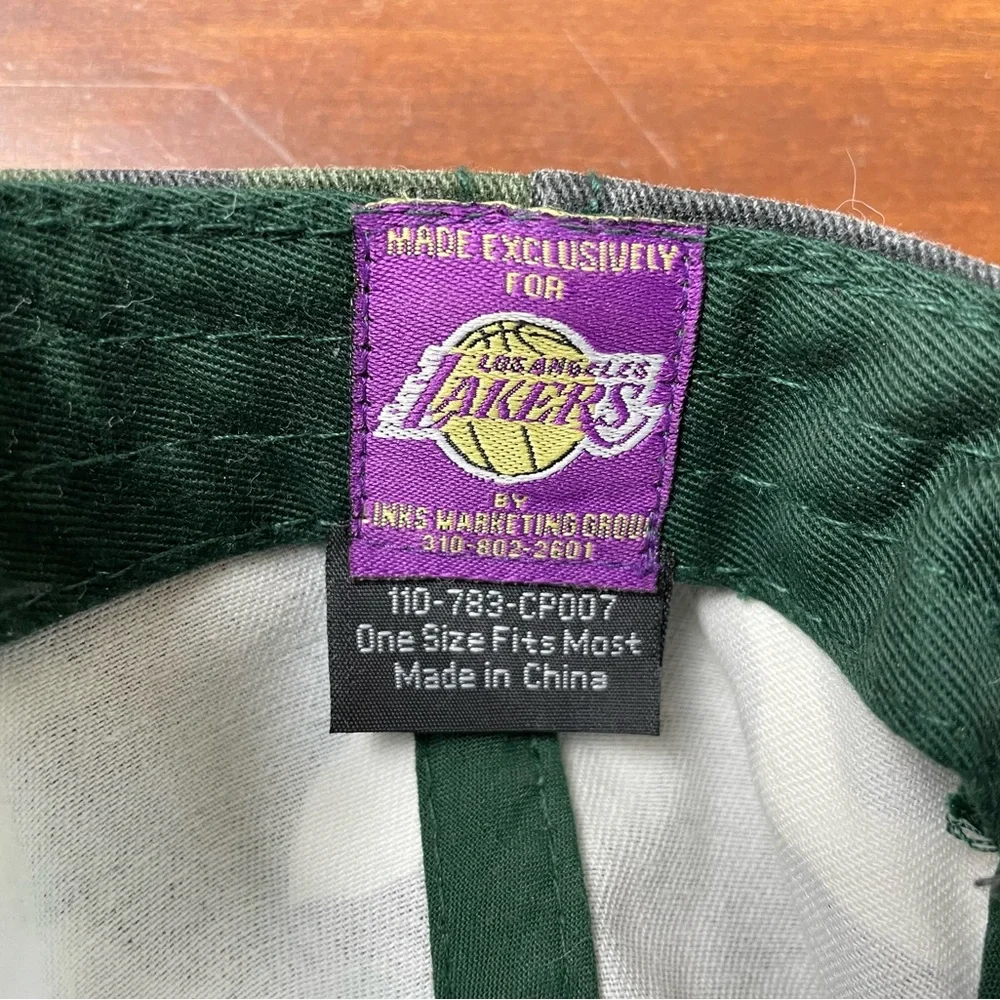 MADE EXCLUSIVELY
FOR
LOS ANGELES
LAKERS
BY
LINKS MARKETING GROUP
310-802-2601
110-783-CP007
One Size Fits Most
Made in China